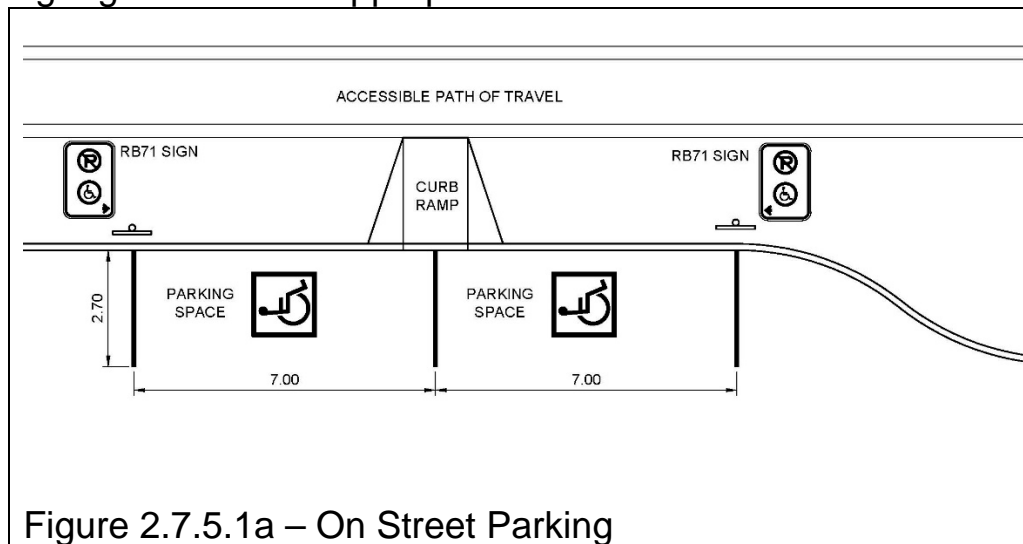 ACCESSIBLE PATH OF TRAVEL
RB71 SIGN
P
RB71 SIGN
P
CURB
RAMP
2.70
PARKING
SPACE
PARKING
SPACE
7.00
7.00
Figure 2.7.5.1a – On Street Parking